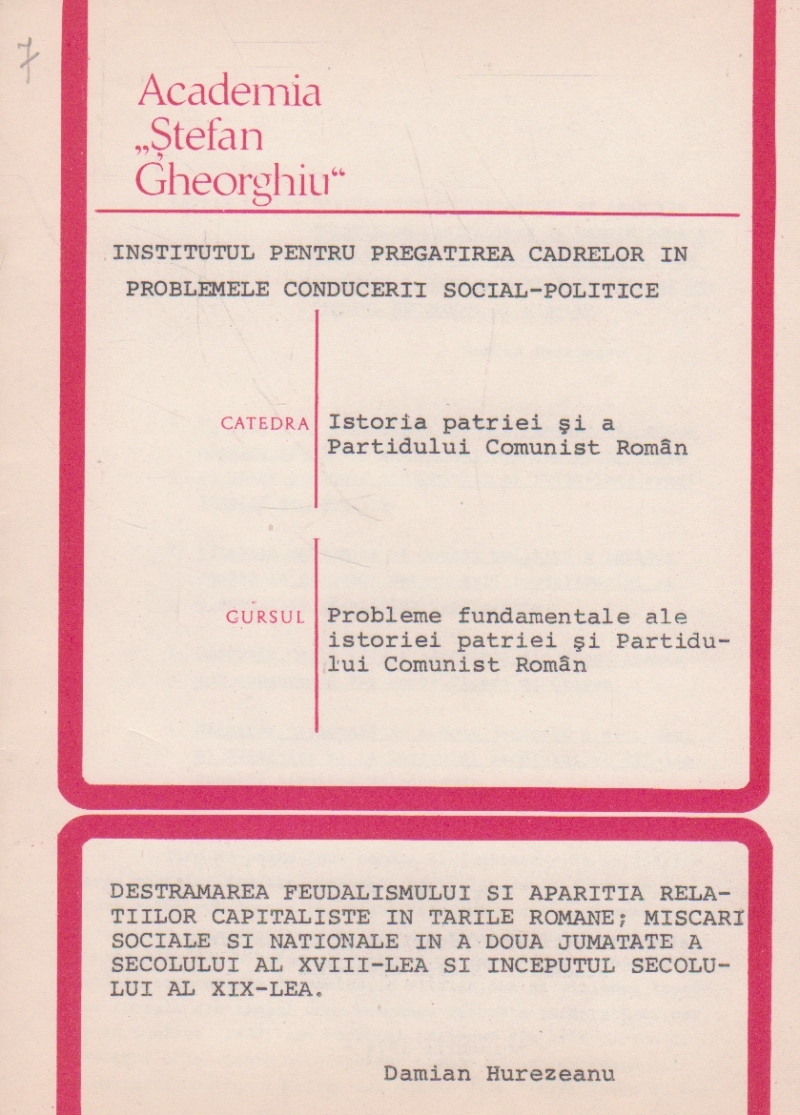 7
Academia
„Ștefan
Gheorghiu“
INSTITUTUL PENTRU PREGATIREA CADRELOR IN
PROBLEMELE CONDUCERII SOCIAL-POLITICE
CATEDRA
Istoria patriei şi a
Partidului Comunist Român
CURSUL
Probleme fundamentale ale
istoriei patriei şi Partidu-
lui Comunist Român
DESTRAMAREA FEUDALISMULUI SI APARITIA RELA-
TIILOR CAPITALISTE IN TARILE ROMANE; MISCARI
SOCIALE SI NATIONALE IN A DOUA JUMATATE A
SECOLULUI AL XVIII-LEA SI INCEPUTUL SECOLU-
LUI AL XIX-LEA.
Damian Hurezeanu